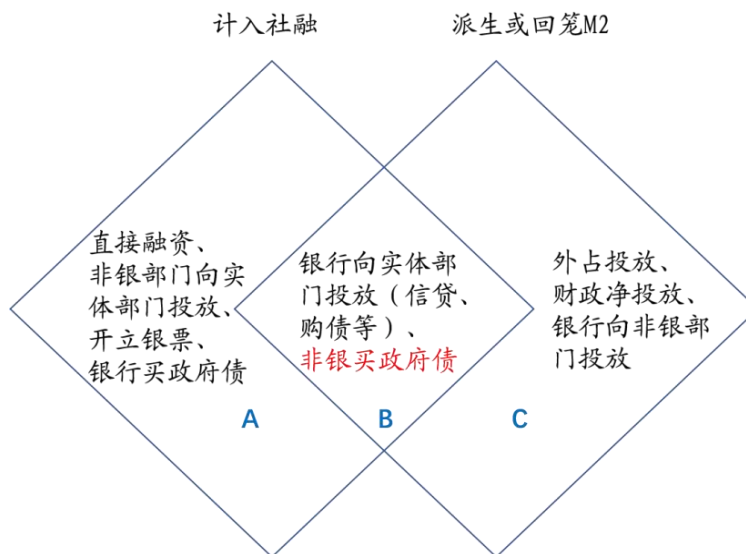 计入社融
派生或回笼M2
直接融资、
非银部门向实
体部门投放、
开立银票、
银行买政府债
银行向实体部
门投放（信贷、
购债等）、
非银买政府债
外占投放、
财政净投放、
银行向非银部
门投放
A
B
C